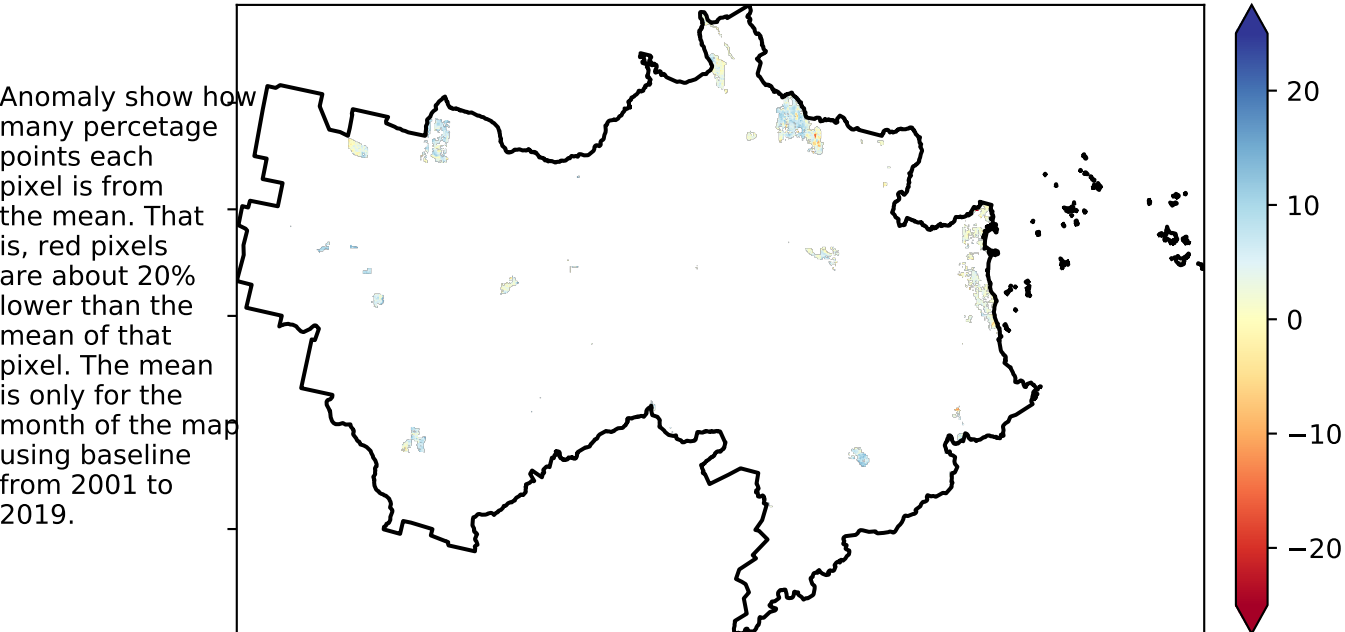 Anomaly show how
many percetage
points each
pixel is from
the mean. That
is, red pixels
are about 20%
lower than the
mean of that
pixel. The mean
is only for the
month of the map
using baseline
from 2001 to
2019.
20
10
0
−10
−20